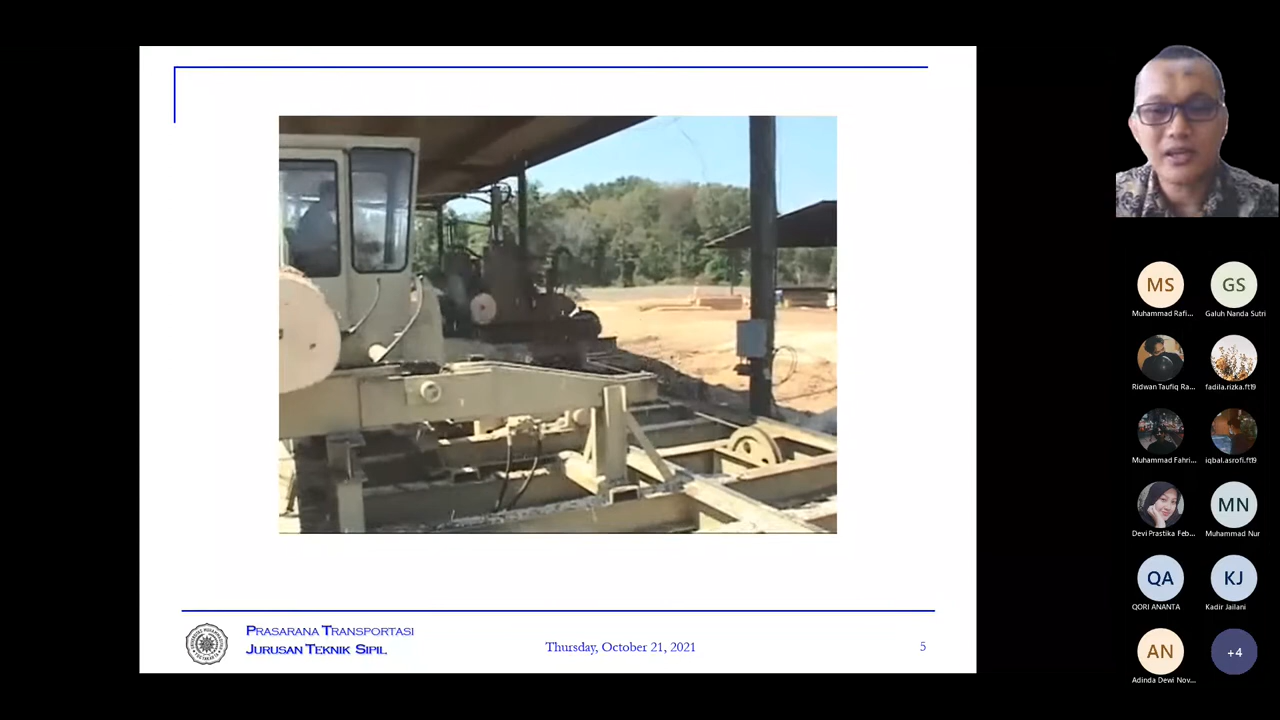 PRASARANA TRANSPORTASI
JURUSAN TEKNIK SIPIL
Thursday, October 21, 2021
5
MS
GS
Muhammad Rafi...
Galuh Nanda Sutri
Ridwan Taufiq Ra...
fadila.rizka.ft19
Muhammad Fahri...
iqbal.asrofi.ft19
MN
Devi Prastika Feb...
Muhammad Nur
QA
KJ
QORI ANANTA
Kadir Jailani
AN
+4
Adinda Dewi Nov...